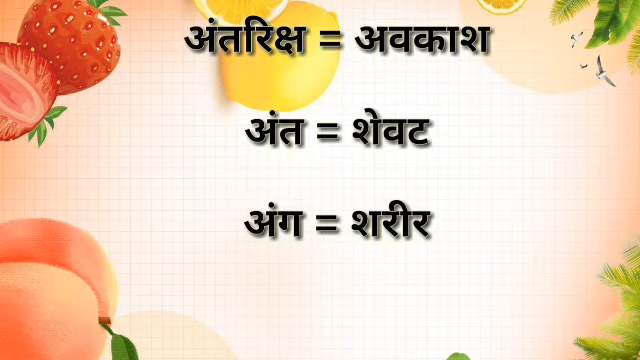 अंतरिक्ष = अवकाश
अंत = शेवट
अंग = शरीर